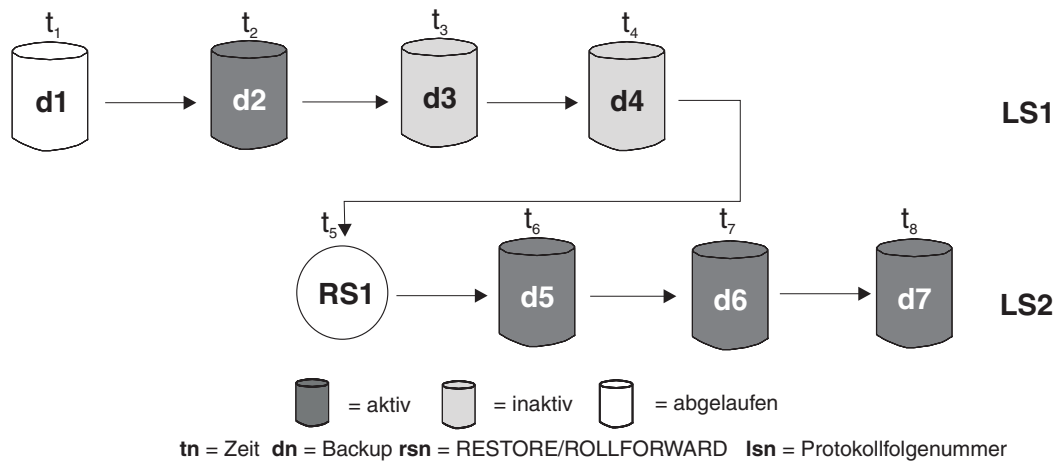 t1 t2 t3 t4
d1 d2 d3 d4 LS1
t5 t6 t7 t8
RS1 d5 d6 d7 LS2
= aktiv = inaktiv = abgelaufen
tn = Zeit dn = Backup rsn = RESTORE/ROLLFORWARD lsn = Protokollfolgenummer